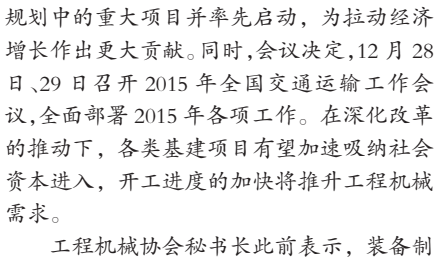 规划中的重大项目并率先启动，为拉动经济
增长作出更大贡献。同时，会议决定，12 月 28
日、29 日召开 2015 年全国交通运输工作会
议，全面部署 2015 年各项工作。在深化改革
的推动下，各类基建项目有望加速吸纳社会
资本进入，开工进度的加快将推升工程机械
需求。
工程机械协会秘书长此前表示，装备制